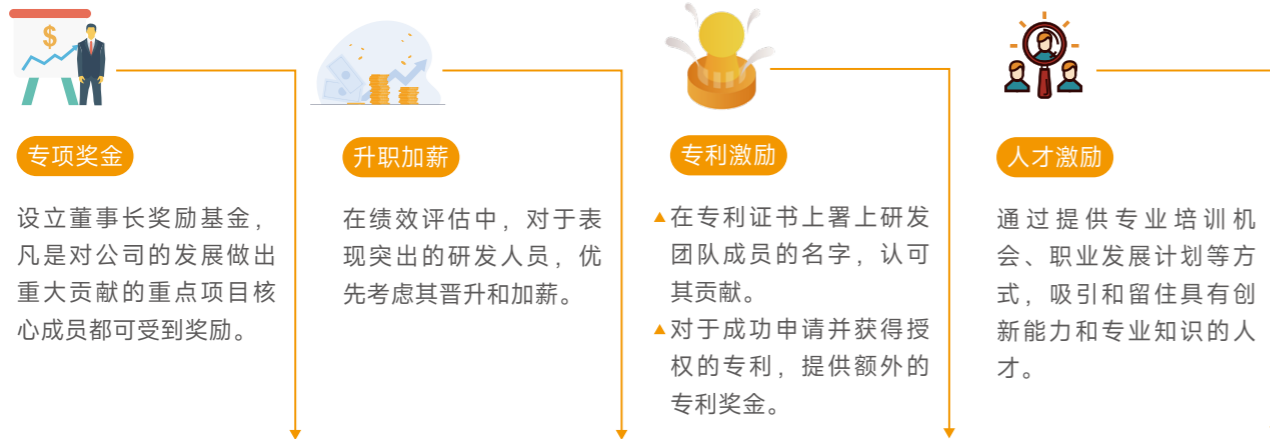 专项奖金
设立董事长奖励基金，
凡是对公司的发展做出
重大贡献的重点项目核
心成员都可受到奖励。
升职加薪
在绩效评估中，对于表
现突出的研发人员，优
先考虑其晋升和加薪。
专利激励
▲在专利证书上署上研发
团队成员的名字，认可
其贡献。
▲对于成功申请并获得授
权的专利，提供额外的
专利奖金。
人才激励
通过提供专业培训机
会、职业发展计划等方
式，吸引和留住具有创
新能力和专业知识的人
才。